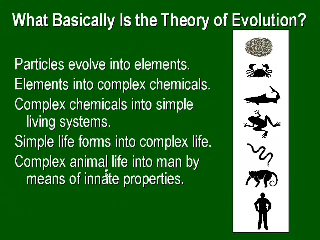 What Basically Is the Theory of Evolution?
Particles evolve into elements.
Elements into complex chemicals.
Complex chemicals into simple
living systems.
Simple life forms into complex life.
Complex animal life into man by
means of innate properties.